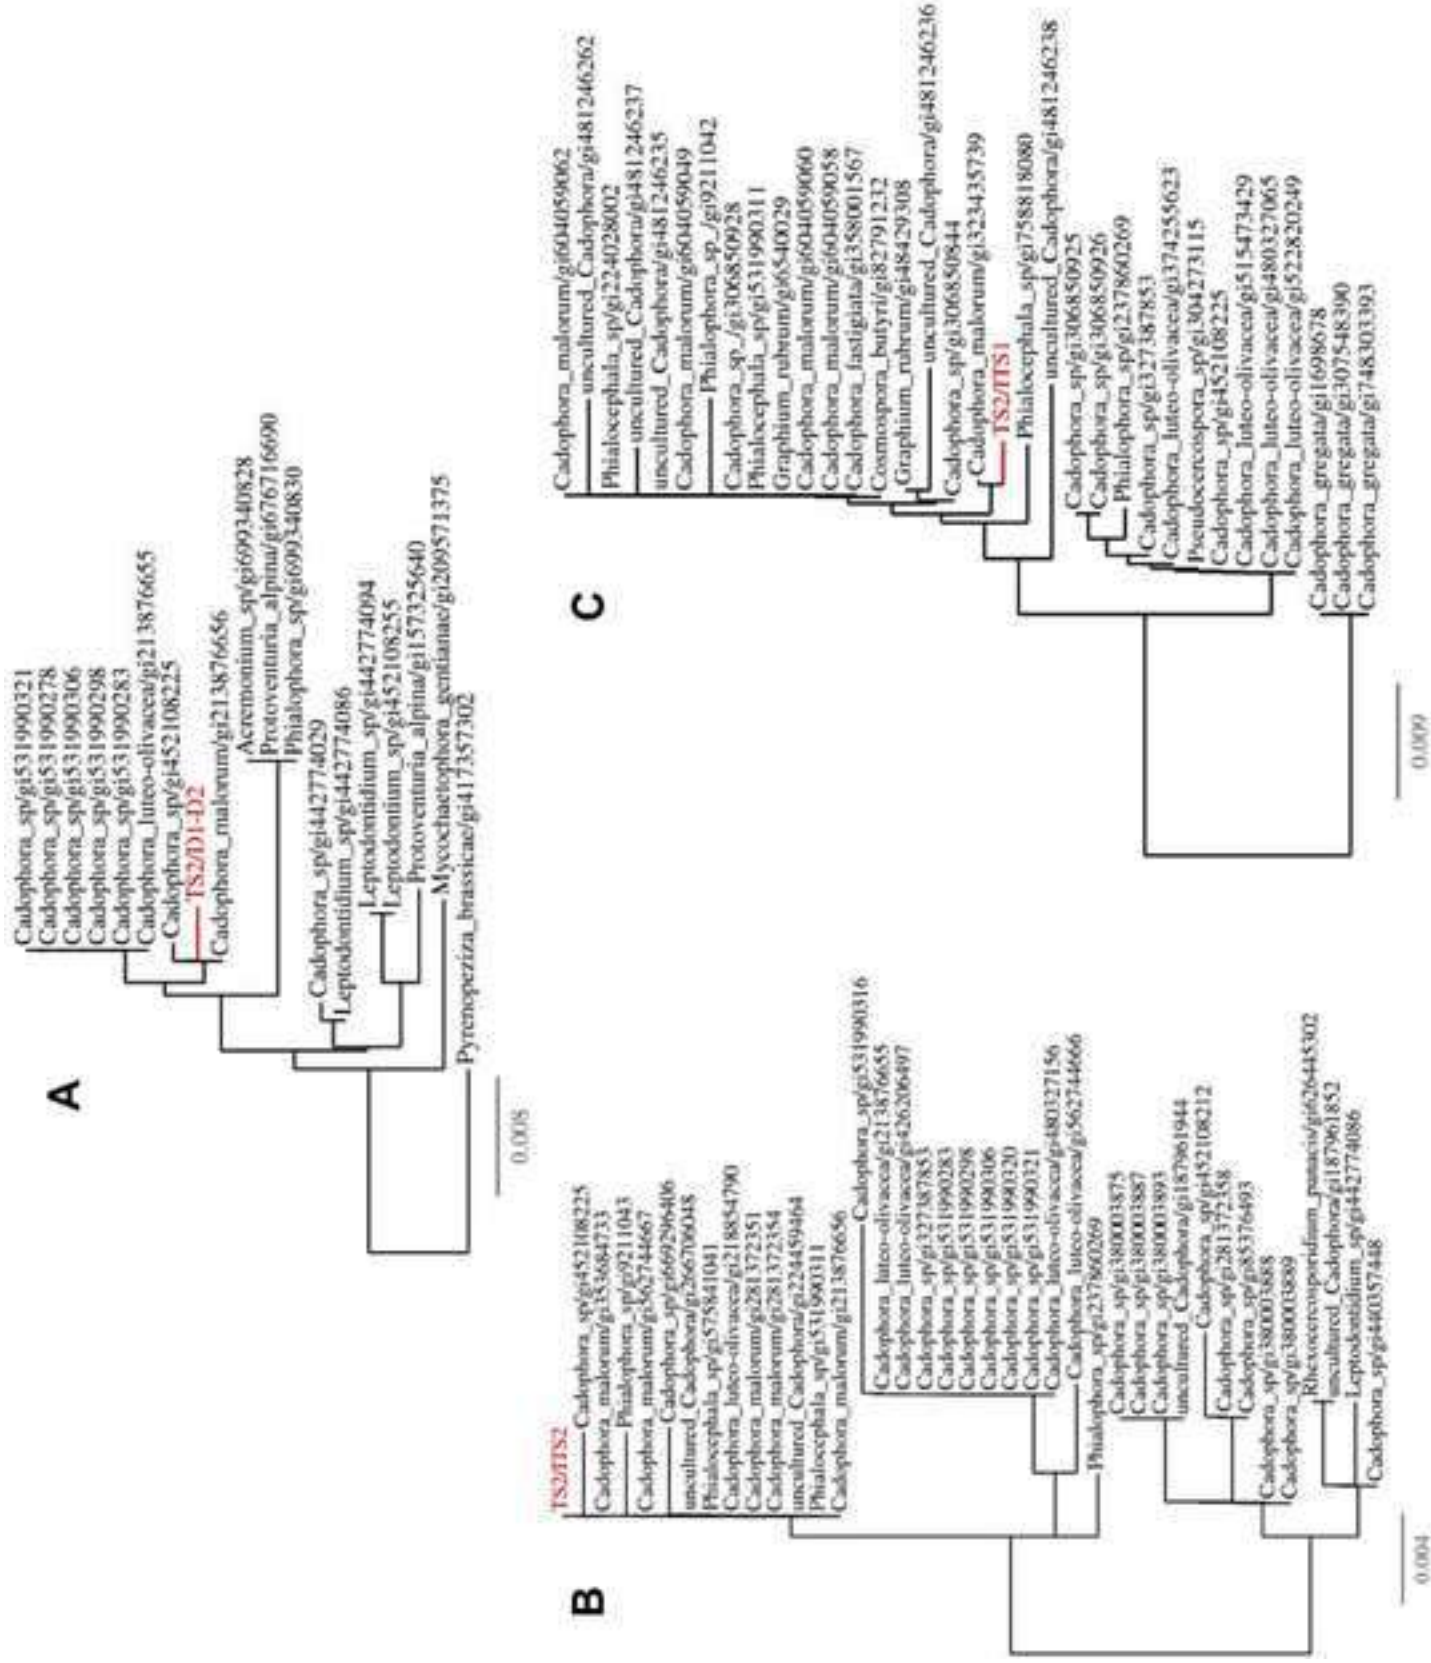 A
Cadophora_sp/gi531990321
Cadophora_sp/gi531990278
Cadophora_sp/gi531990306
Cadophora_sp/gi531990298
Cadophora_sp/gi531990283
Cadophora_luteo-olivacea/gi213876655
Cadophora_sp/gi452108225
TS2/D1-D2
Cadophora_malorum/gi213876656
Acremonium_sp/gi699340828
Protoventuria_alpina/gi676716690
Phialophora_sp/gi699340830
Cadophora_sp/gi442774029
Leptodontidium_sp/gi442774086
Leptodontidium_sp/gi442774094
Leptodontium_sp/gi452108255
Protoventuria_alpina/gi157325640
Mycochaetophora_gentianae/gi209571375
Pyrenopeziza_brassicae/gi417357302
0.008
B
TS2/ITS2
Cadophora_sp/gi452108225
Cadophora_malorum/gi353684733
Phialophora_sp/gi9211043
Cadophora_malorum/gi562744667
Cadophora_sp/gi669296406
uncultured_Cadophora/gi266706048
Phialocephala_sp/gi575841041
Cadophora_luteo-olivacea/gi218854790
Cadophora_malorum/gi281372351
Cadophora_malorum/gi281372354
uncultured_Cadophora/gi224459464
Phialocephala_sp/gi531990311
Cadophora_malorum/gi213876656
Cadophora_sp/gi531990316
Cadophora_luteo-olivacea/gi213876655
Cadophora_luteo-olivacea/gi426206497
Cadophora_sp/gi327387853
Cadophora_sp/gi531990283
Cadophora_sp/gi531990298
Cadophora_sp/gi531990306
Cadophora_sp/gi531990320
Cadophora_sp/gi531990321
Cadophora_luteo-olivacea/gi480327156
Cadophora_luteo-olivacea/gi562744666
Phialophora_sp/gi237860269
Cadophora_sp/gi380003875
Cadophora_sp/gi380003887
Cadophora_sp/gi380003893
uncultured_Cadophora/gi187961944
Cadophora_sp/gi452108212
Cadophora_sp/gi281372358
Cadophora_sp/gi85376493
Cadophora_sp/gi380003888
Cadophora_sp/gi380003889
Rhexocercosporidium_panacis/gi626445302
uncultured_Cadophora/gi187961852
Leptodontidium_sp/gi442774086
Cadophora_sp/gi440357448
0.004
C
Cadophora_malorum/gi604059062
uncultured_Cadophora/gi481246262
Phialocephala_sp/gi224028002
uncultured_Cadophora/gi481246237
uncultured_Cadophora/gi481246235
Cadophora_malorum/gi604059049
Phialophora_sp_/gi9211042
Cadophora_sp_/gi306850928
Phialocephala_sp/gi531990311
Graphium_rubrum/gi6540029
Cadophora_malorum/gi604059060
Cadophora_malorum/gi604059058
Cadophora_fastigiata/gi358001567
Cosmospora_butyri/gi82791232
Graphium_rubrum/gi48429308
uncultured_Cadophora/gi481246236
Cadophora_sp/gi306850844
Cadophora_malorum/gi323435739
TS2/ITS1
Phialocephala_sp/gi758818080
uncultured_Cadophora/gi481246238
Cadophora_sp/gi306850925
Cadophora_sp/gi306850926
Phialophora_sp/gi237860269
Cadophora_sp/gi327387853
Cadophora_luteo-olivacea/gi374255623
Pseudocercospora_sp/gi304273115
Cadophora_sp/gi452108225
Cadophora_luteo-olivacea/gi515473429
Cadophora_luteo-olivacea/gi480327065
Cadophora_luteo-olivacea/gi522820249
Cadophora_gregata/gi1698678
Cadophora_gregata/gi307548390
Cadophora_gregata/gi748303393
0.009